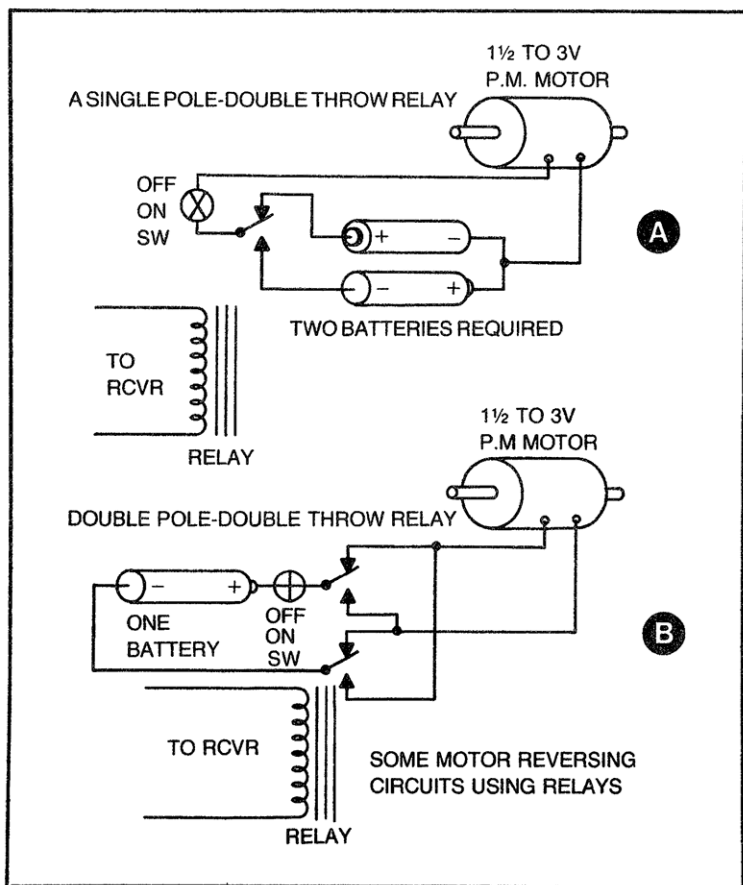 1½ TO 3V
P.M. MOTOR
A SINGLE POLE-DOUBLE THROW RELAY
OFF
ON
SW
+ -
- +
A
TWO BATTERIES REQUIRED
TO
RCVR
RELAY
1½ TO 3V
P.M MOTOR
DOUBLE POLE-DOUBLE THROW RELAY
- +
ONE
BATTERY
OFF
ON
SW
B
TO RCVR
SOME MOTOR REVERSING
CIRCUITS USING RELAYS
RELAY